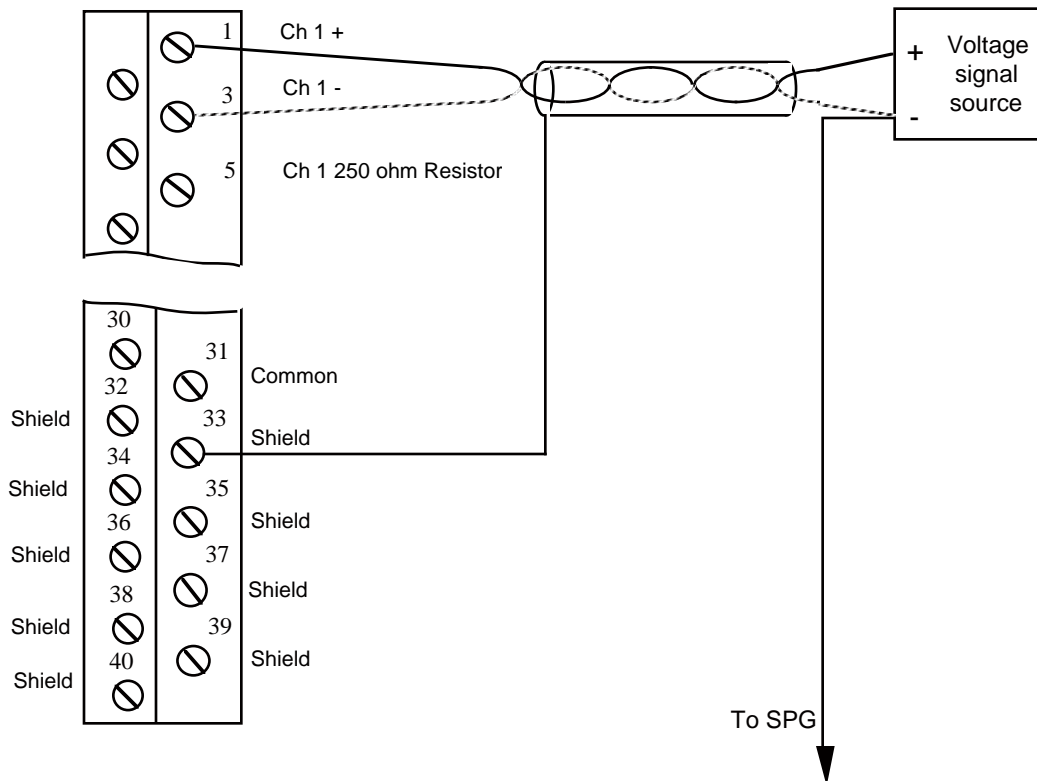 1 Ch 1 +
3 Ch 1 -
5 Ch 1 250 ohm Resistor
+ Voltage
signal
source
-
30
31
Common
32
33
Shield
Shield
34
35
Shield
Shield
36
37
Shield
Shield
38
39
Shield
Shield
40
Shield
To SPG